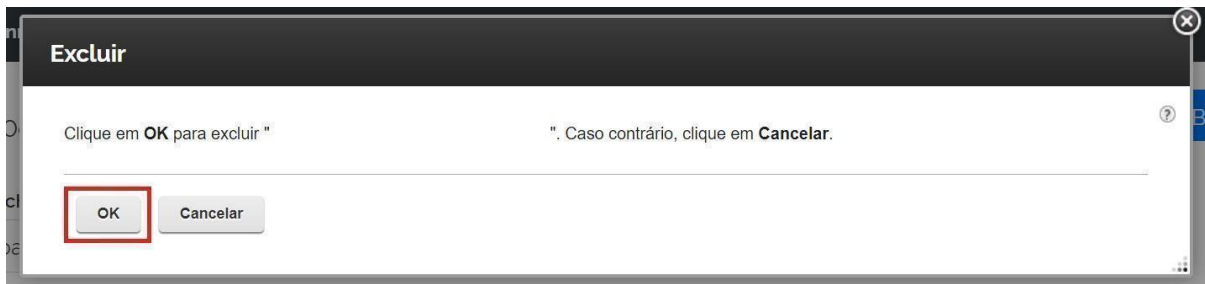 Excluir
?
Clique em OK para excluir " ". Caso contrário, clique em Cancelar.
OK
Cancelar